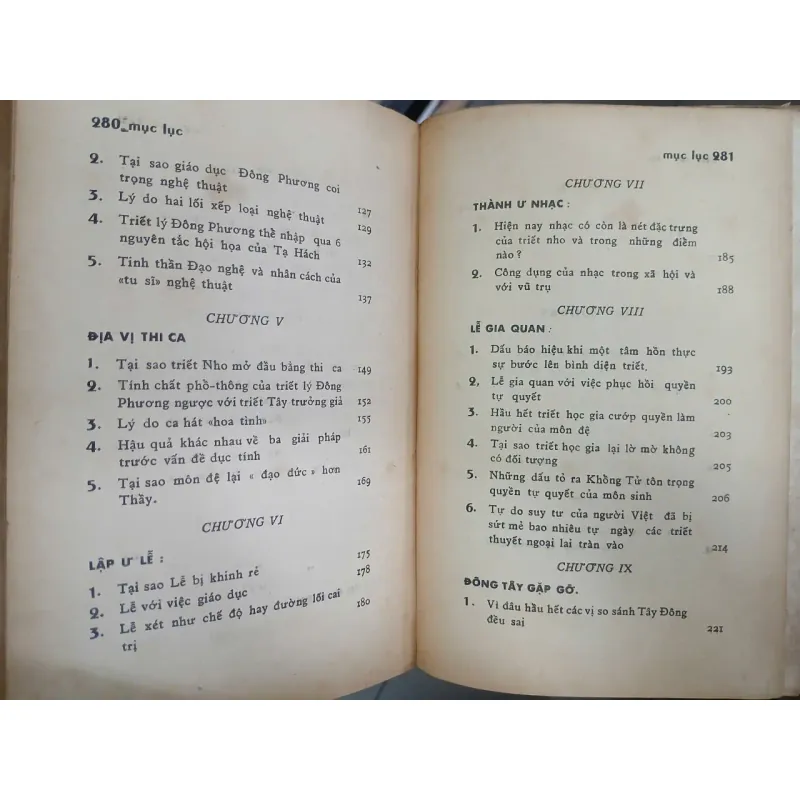 280 mục lục
2. Tại sao giáo dục Đông Phương coi
trọng nghệ thuật 127
3. Lý do hai lối xếp loại nghệ thuật 129
4. Triết lý Đông Phương thể nhập qua 6
nguyên tắc hội họa của Tạ Hách 132
5. Tinh thần Đạo nghệ và nhân cách của
«tu sĩ» nghệ thuật 137
CHƯƠNG V
ĐỊA VỊ THI CA
1. Tại sao triết Nho mở đầu bằng thi ca 149
2. Tính chất phổ-thông của triết lý Đông
Phương ngược với triết Tây trưởng giả 152
3. Lý do ca hát «hoa tình» 155
4. Hậu quả khác nhau về ba giải pháp
trước vấn đề dục tính 161
5. Tại sao môn đệ lại « đạo đức » hơn
Thầy. 169
CHƯƠNG VI
LẬP Ư LỄ :
1. Tại sao Lễ bị khinh rẻ 175
2. Lễ với việc giáo dục 178
3. Lễ xét như chế độ hay đường lối cai
trị 180
mục lục 281
CHƯƠNG VII
THÀNH Ư NHẠC :
1. Hiện nay nhạc có còn là nét đặc trưng
của triết nho và trong những điểm
nào ? 185
2. Công dụng của nhạc trong xã hội và
với vũ trụ 188
CHƯƠNG VIII
LỄ GIA QUAN :
1. Dấu báo hiệu khi một tâm hồn thực
sự bước lên bình diện triết. 193
2, Lễ gia quan với việc phục hồi quyền
tự quyết 200
3. Hầu hết triết học gia cướp quyền làm
người của môn đệ 203
4. Tại sao triết học gia lại lờ mờ không
có đối tượng 205
5. Những dấu tỏ ra Khổng Tử tôn trọng
quyền tự quyết của môn sinh 206
6. Tự do suy tư của người Việt đã bị
sứt mẻ bao nhiêu tự ngày các triết
thuyết ngoại lai tràn vào 214
CHƯƠNG IX
ĐÔNG TÂY GẶP GỠ.
1. Vì dâu hầu hết các vị so sánh Tây Đông
đều sai 221